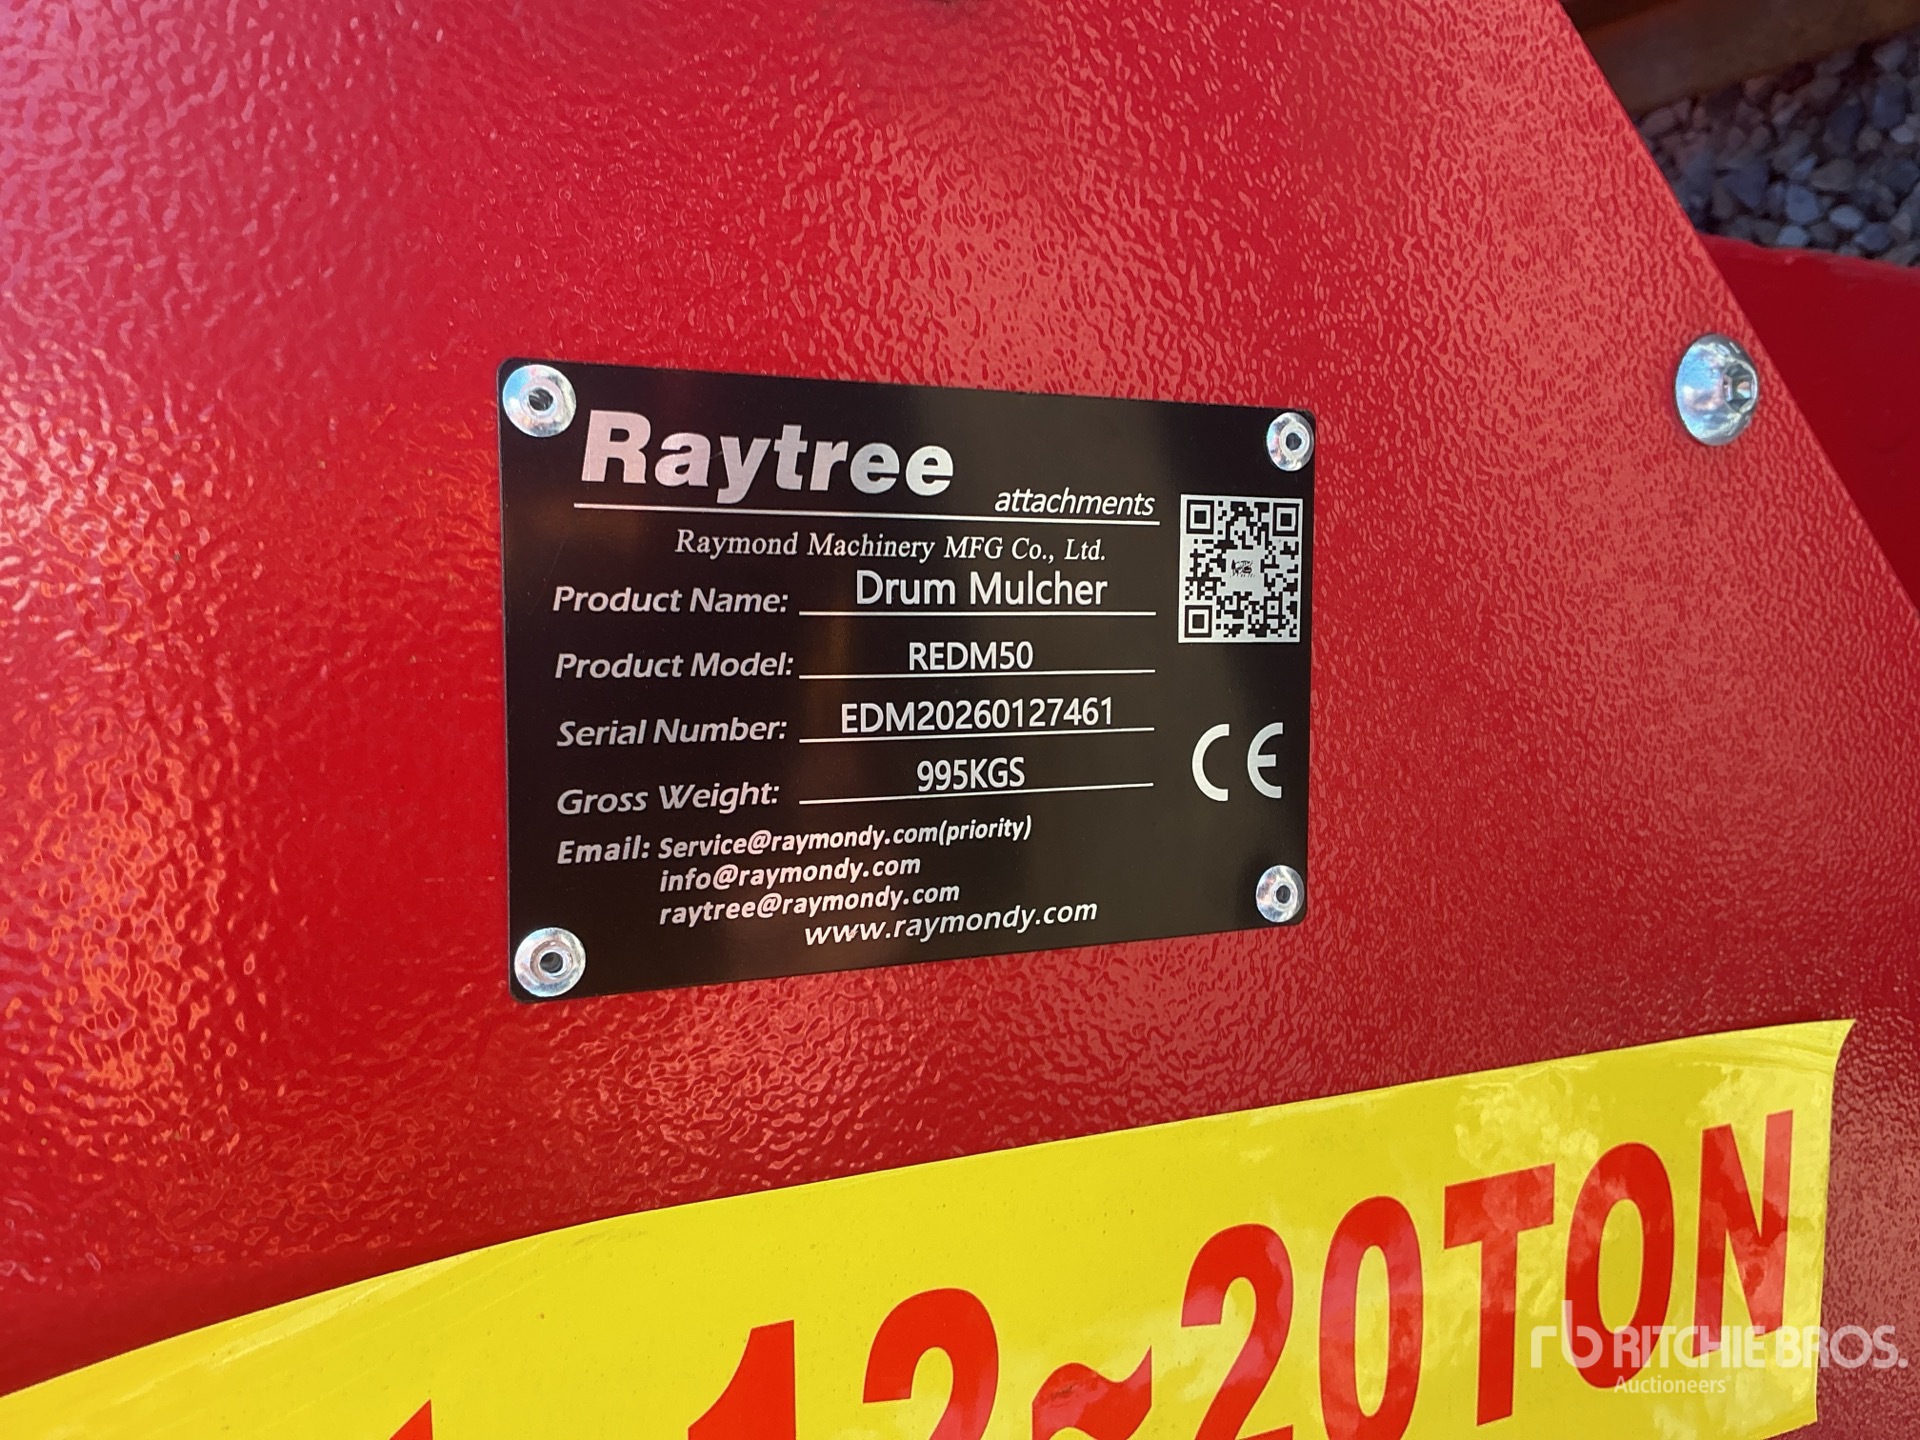 Raytree
attachments
Raymond Machinery MFG Co., Ltd.
Product Name: Drum Mulcher
Product Model: REDM50
Serial Number: EDM20260127461
Gross Weight: 995KGS
Email: Service@raymondy.com(priority)
info@raymondy.com
raytree@raymondy.com
www.raymondy.com
CE
12~20TON
rb RITCHIE BROS.
Auctioneers